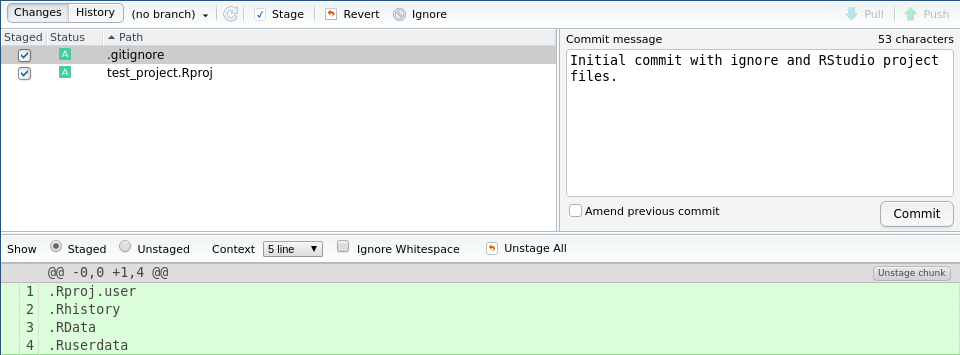 Changes History (no branch) Stage Revert Ignore Pull Push
Staged Status Path
A .gitignore
A test_project.Rproj
Commit message 53 characters
Initial commit with ignore and RStudio project
files.
Amend previous commit Commit
Show Staged Unstaged Context 5 line Ignore Whitespace Unstage All
@@ -0,0 +1,4 @@ Unstage chunk
1 .Rproj.user
2 .Rhistory
3 .RData
4 .Ruserdata